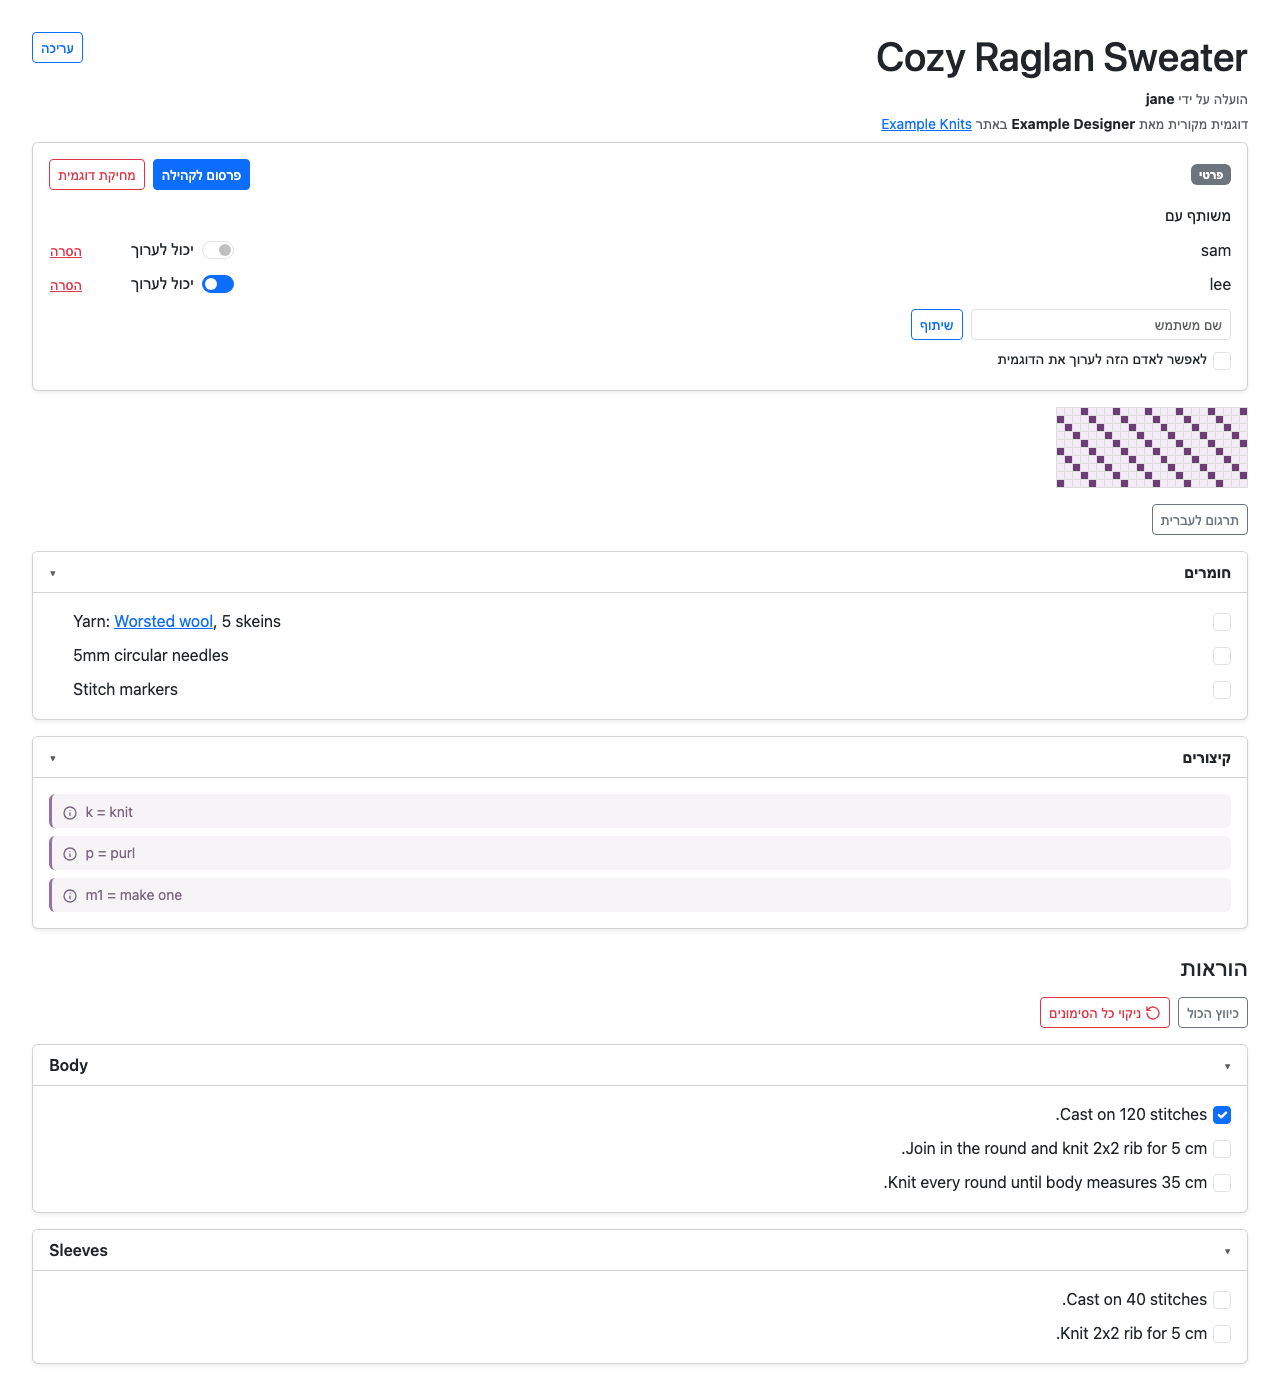 Cozy Raglan Sweater
עריכה
הועלה על ידי jane
דוגמית מקורית מאת Example Designer באתר Example Knits
פרטי
פרסום לקהילה
מחיקת דוגמית
משותף עם
sam
יכול לערוך
הסרה
lee
יכול לערוך
הסרה
שם משתמש
שיתוף
לאפשר לאדם הזה לערוך את הדוגמית
תרגום לעברית
חומרים
Yarn: Worsted wool, 5 skeins
5mm circular needles
Stitch markers
קיצורים
k = knit
p = purl
m1 = make one
הוראות
כיווץ הכול
ניקוי כל הסימונים
Body
Cast on 120 stitches.
Join in the round and knit 2x2 rib for 5 cm.
Knit every round until body measures 35 cm.
Sleeves
Cast on 40 stitches.
Knit 2x2 rib for 5 cm.